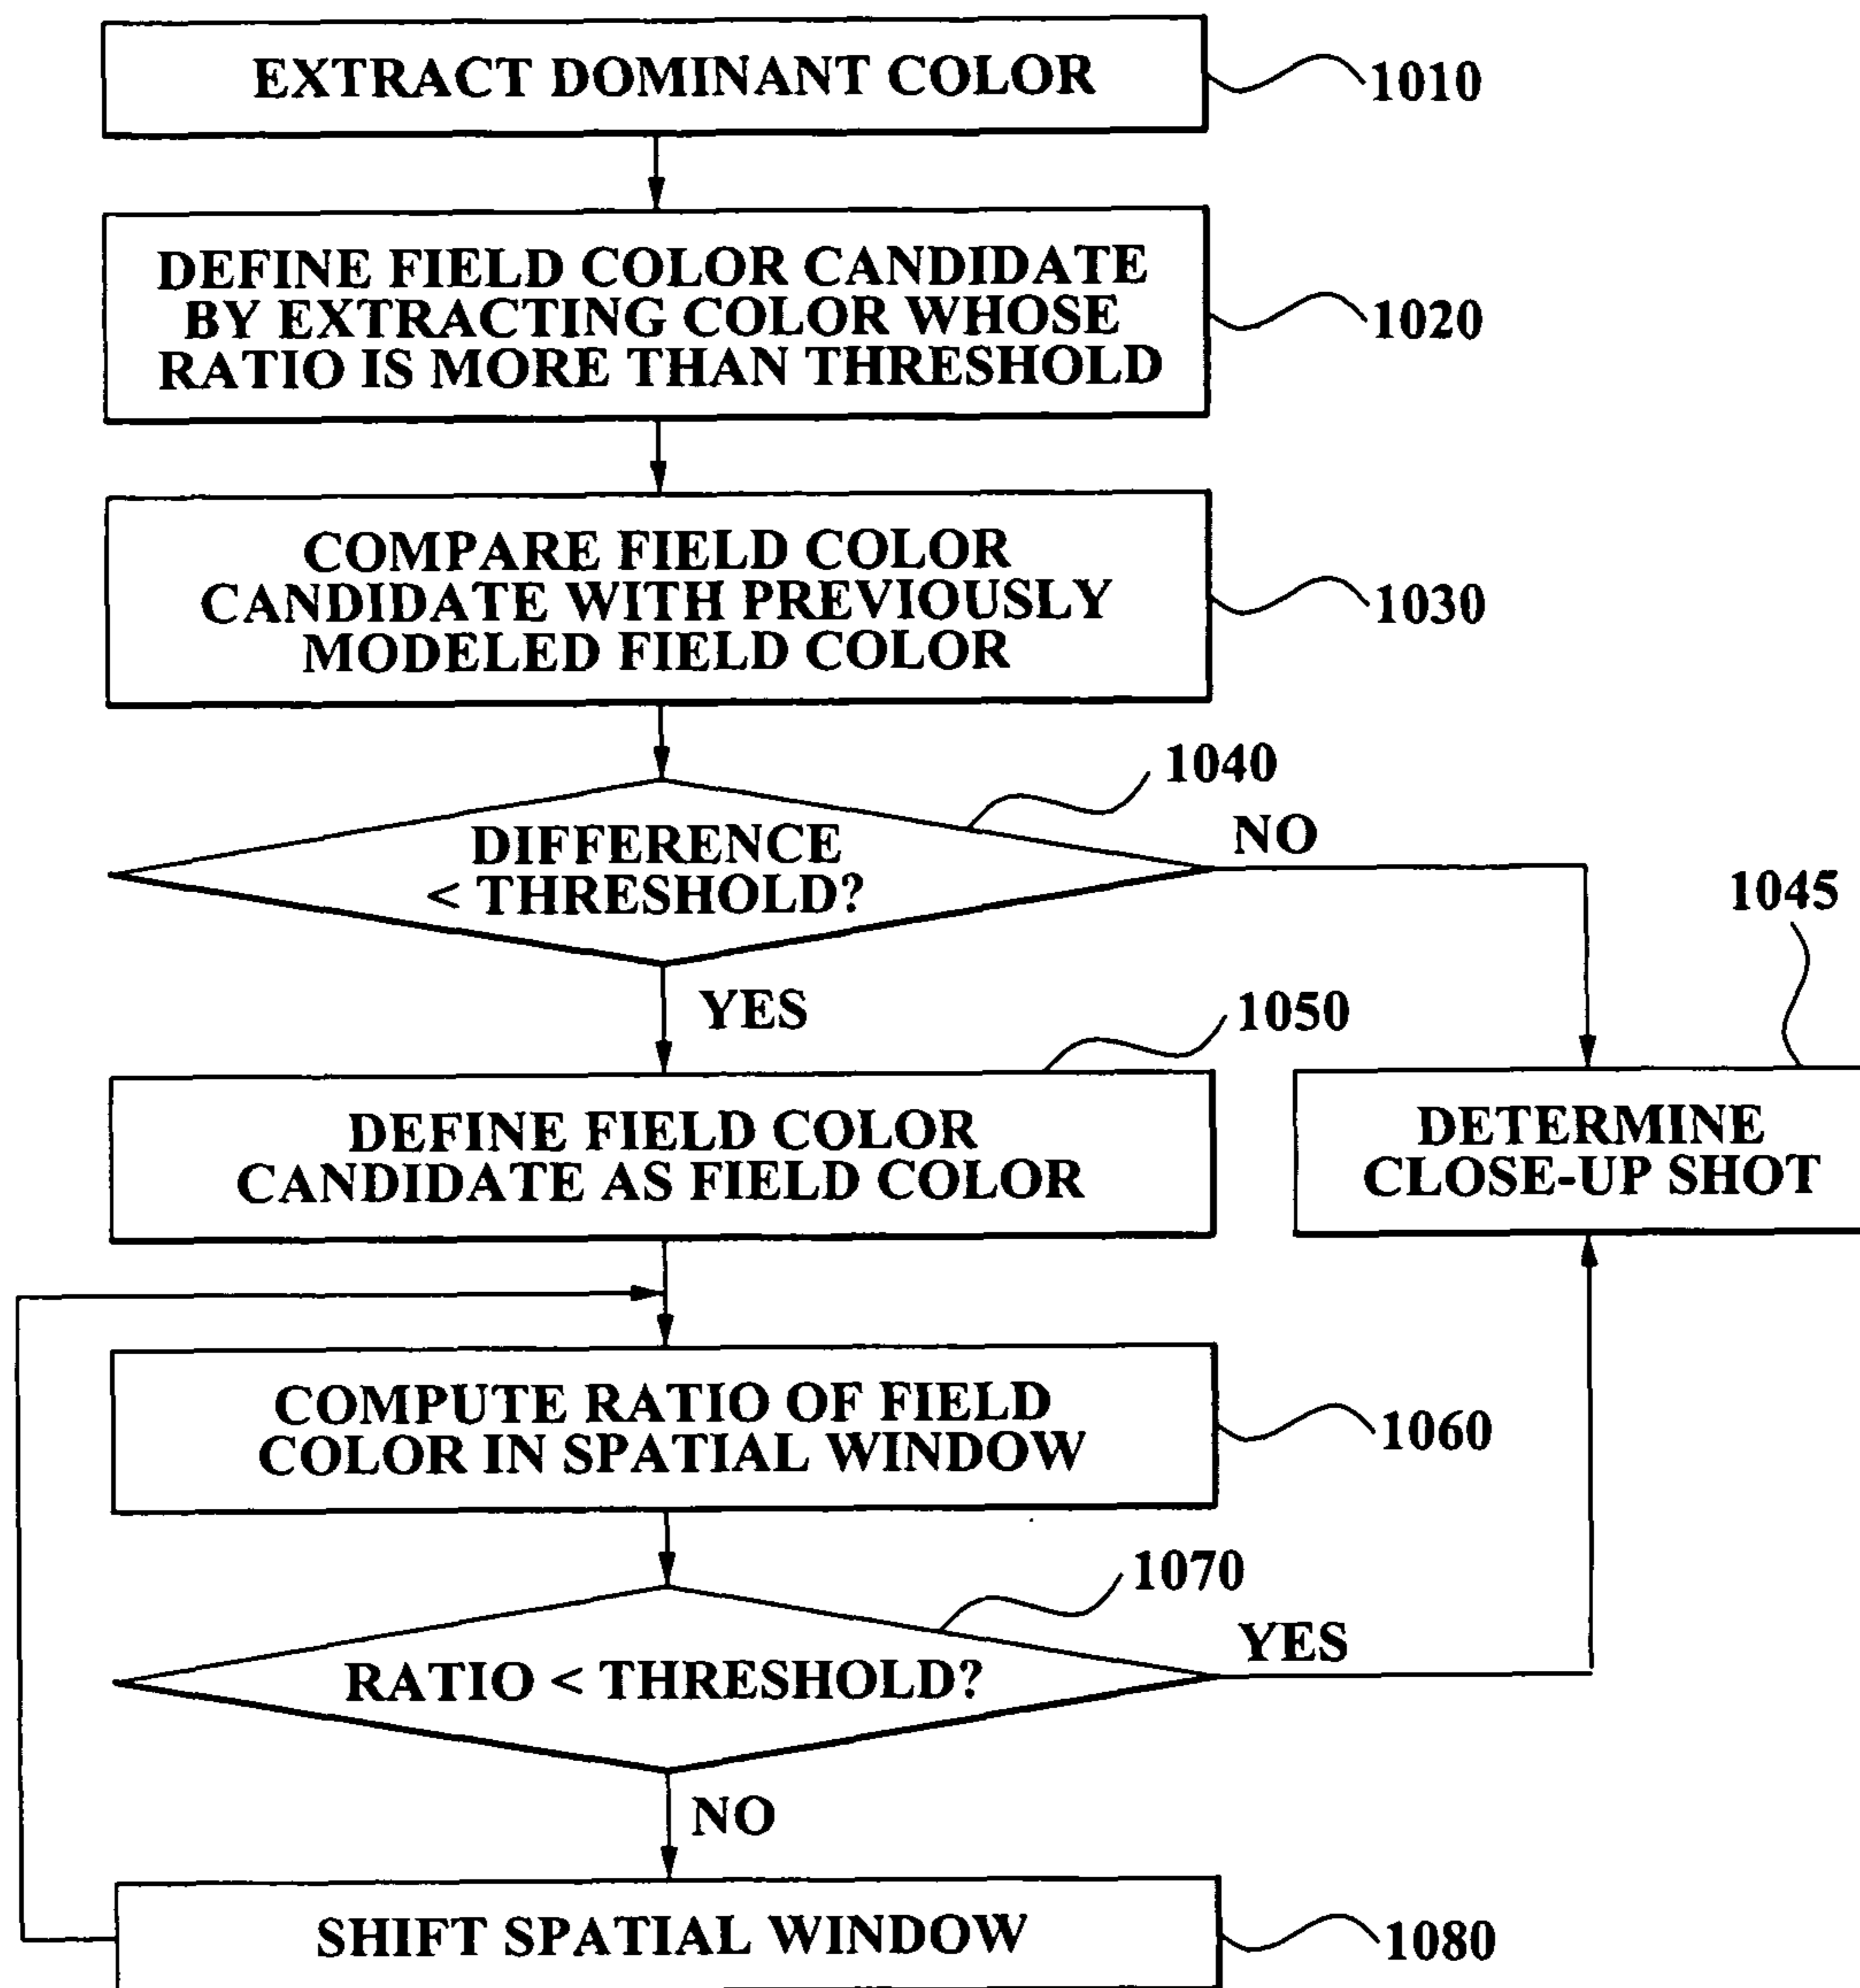 EXTRACT DOMINANT COLOR
1010
DEFINE FIELD COLOR CANDIDATE
BY EXTRACTING COLOR WHOSE
RATIO IS MORE THAN THRESHOLD
1020
COMPARE FIELD COLOR
CANDIDATE WITH PREVIOUSLY
MODELED FIELD COLOR
1030
1040
DIFFERENCE
< THRESHOLD?
NO
1045
YES
1050
DEFINE FIELD COLOR
CANDIDATE AS FIELD COLOR
DETERMINE
CLOSE-UP SHOT
COMPUTE RATIO OF FIELD
COLOR IN SPATIAL WINDOW
1060
1070
RATIO < THRESHOLD?
YES
NO
SHIFT SPATIAL WINDOW
1080